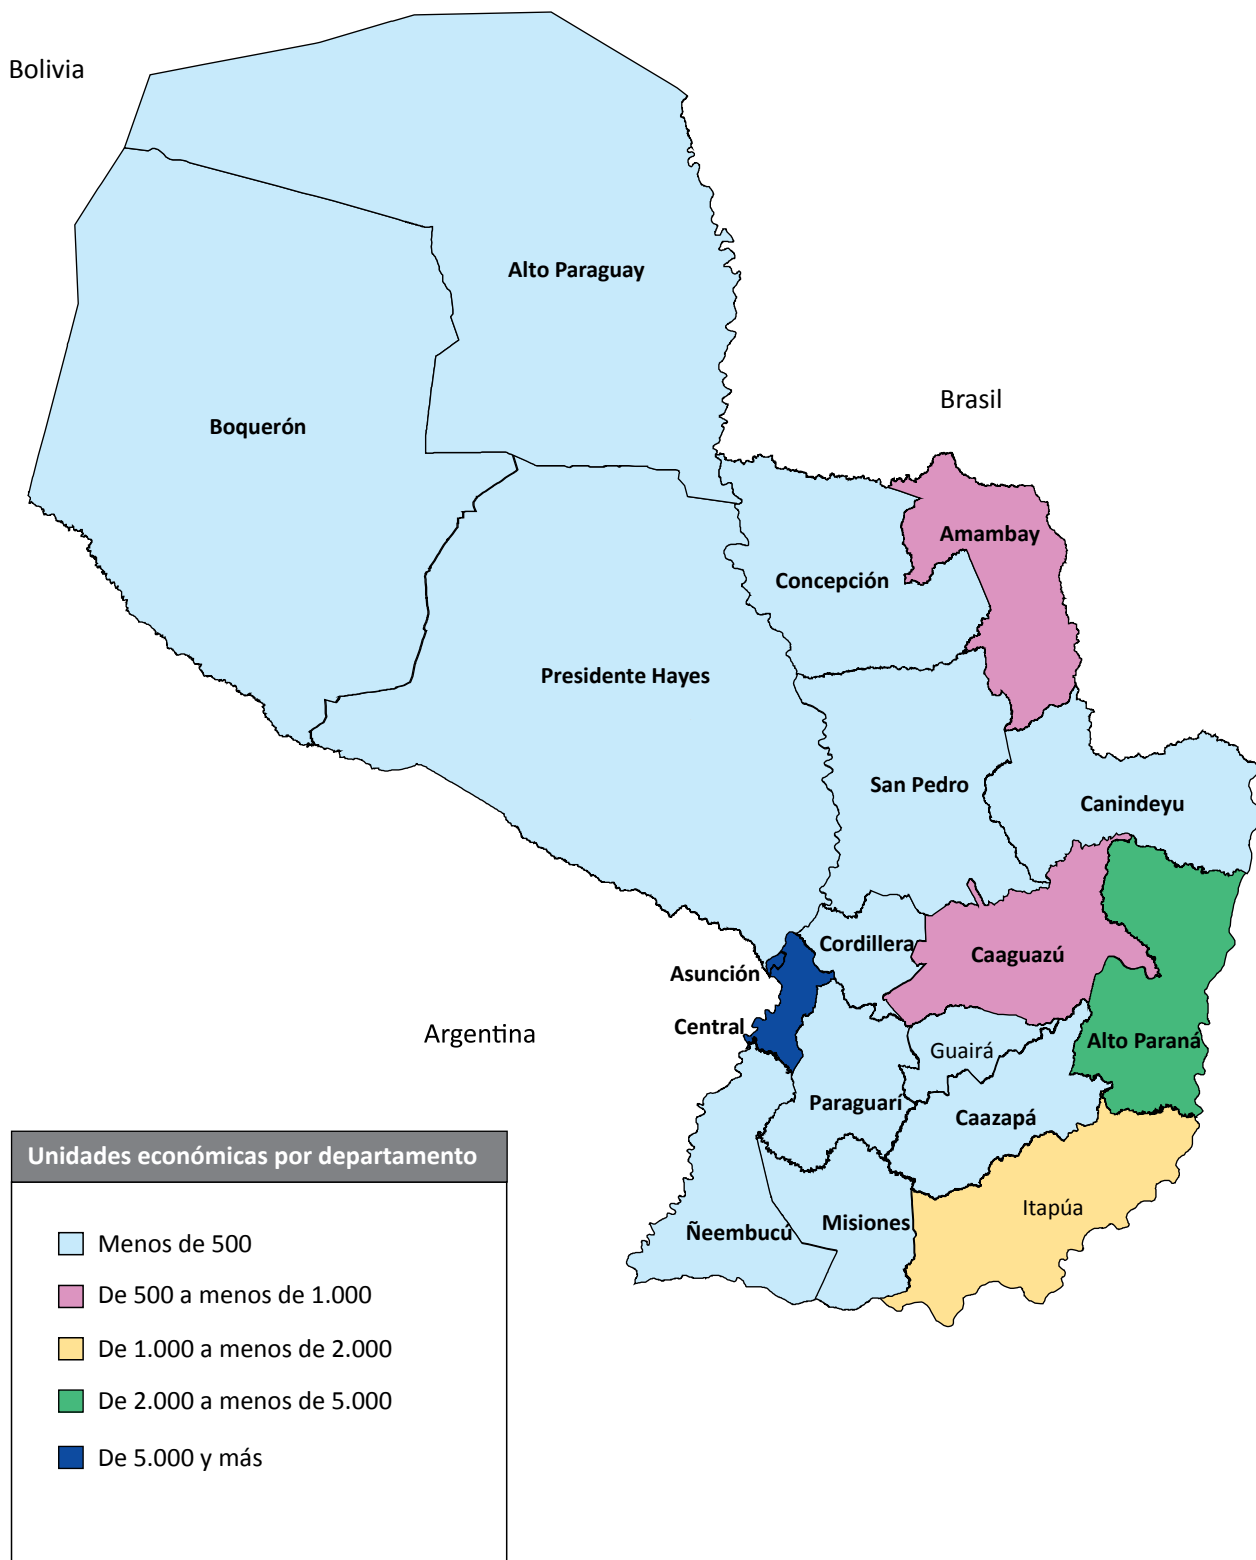 Bolivia
Alto Paraguay
Brasil
Boquerón
Amambay
Concepción
Presidente Hayes
San Pedro
Canindeyu
Cordillera
Caaguazú
Asunción
Central
Argentina
Guairá
Alto Paraná
Paraguarí
Caazapá
Itapúa
Misiones
Ñeembucú
Unidades económicas por departamento
Menos de 500
De 500 a menos de 1.000
De 1.000 a menos de 2.000
De 2.000 a menos de 5.000
De 5.000 y más